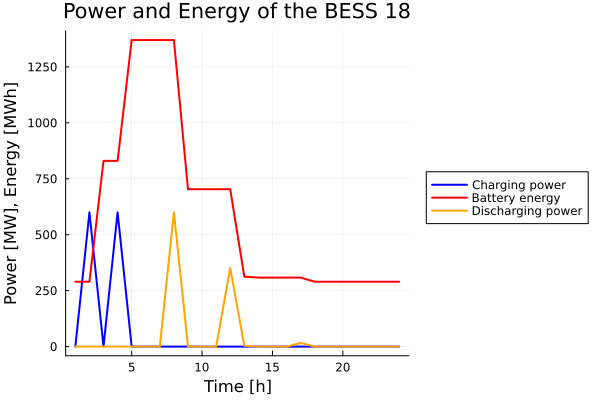 Power and Energy of the BESS 18
Power [MW], Energy [MWh]
1250
1000
750
500
250
0
5
10
15
20
Time [h]
Charging power
Battery energy
Discharging power